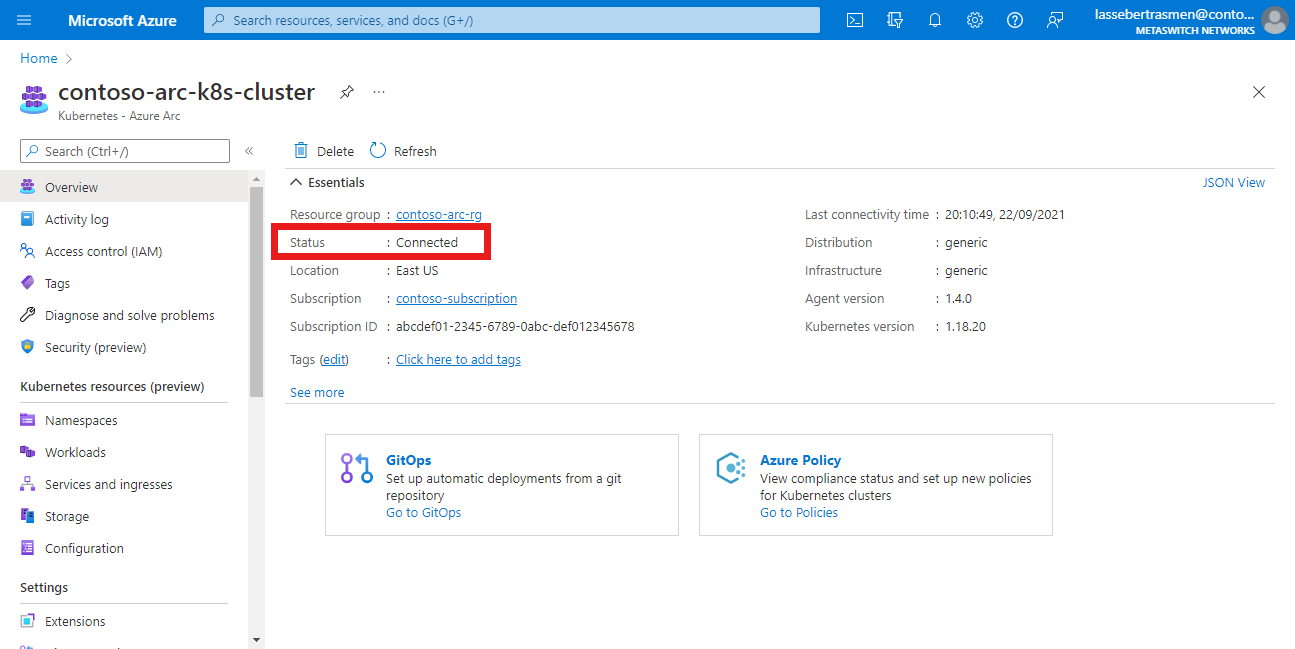 Microsoft Azure
Search resources, services, and docs (G+/)
lassebertrasmen@conto...
METASWITCH NETWORKS
Home
contoso-arc-k8s-cluster
Kubernetes - Azure Arc
Search (Ctrl+/)
Overview
Activity log
Access control (IAM)
Tags
Diagnose and solve problems
Security (preview)
Kubernetes resources (preview)
Namespaces
Workloads
Services and ingresses
Storage
Configuration
Settings
Extensions
Delete
Refresh
Essentials
JSON View
Resource group : contoso-arc-rg
Status : Connected
Location : East US
Subscription : contoso-subscription
Subscription ID : abcdef01-2345-6789-0abc-def012345678
Tags (edit) : Click here to add tags
See more
Last connectivity time : 20:10:49, 22/09/2021
Distribution : generic
Infrastructure : generic
Agent version : 1.4.0
Kubernetes version : 1.18.20
GitOps
Set up automatic deployments from a git
repository
Go to GitOps
Azure Policy
View compliance status and set up new policies
for Kubernetes clusters
Go to Policies